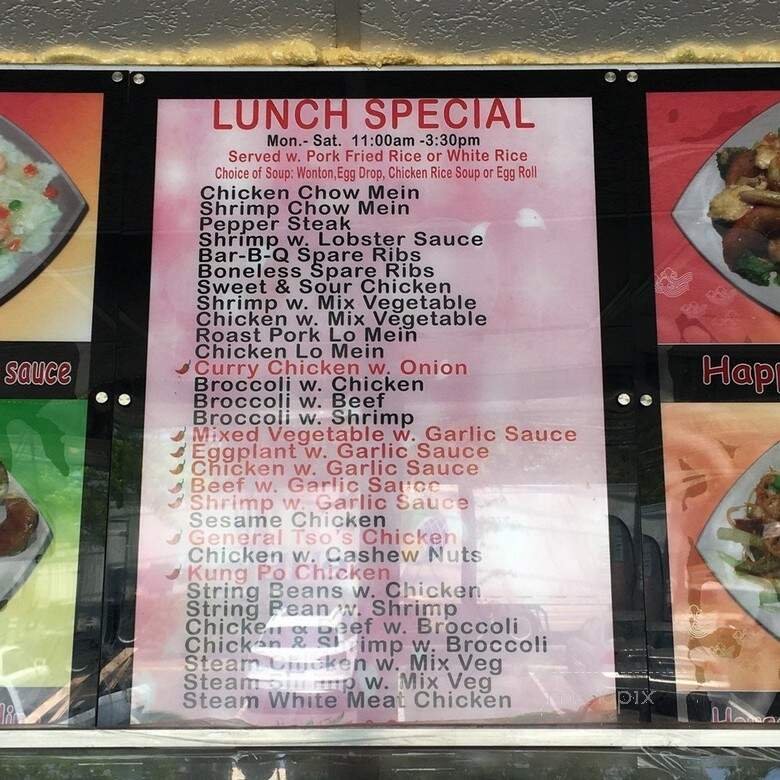 LUNCH SPECIAL
Mon.- Sat. 11:00am -3:30pm
Served w. Pork Fried Rice or White Rice
Choice of Soup: Wonton,Egg Drop, Chicken Rice Soup or Egg Roll
Chicken Chow Mein
Shrimp Chow Mein
Pepper Steak
Shrimp w. Lobster Sauce
Bar-B-Q Spare Ribs
Boneless Spare Ribs
Sweet & Sour Chicken
Shrimp w. Mix Vegetable
Chicken w. Mix Vegetable
Roast Pork Lo Mein
Chicken Lo Mein
Curry Chicken w. Onion
Broccoli w. Chicken
Broccoli w. Beef
Broccoli w. Shrimp
Mixed Vegetable w. Garlic Sauce
Eggplant w. Garlic Sauce
Chicken w. Garlic Sauce
Beef w. Garlic Sauce
Shrimp w. Garlic Sauce
Sesame Chicken
General Tso's Chicken
Chicken w. Cashew Nuts
Kung Po Chicken
String Beans w. Chicken
String Bean w. Shrimp
Chicken & Beef w. Broccoli
Chicken & Shrimp w. Broccoli
Steam Chicken w. Mix Veg
Steam Shrimp w. Mix Veg
Steam White Meat Chicken
sauce
Happ